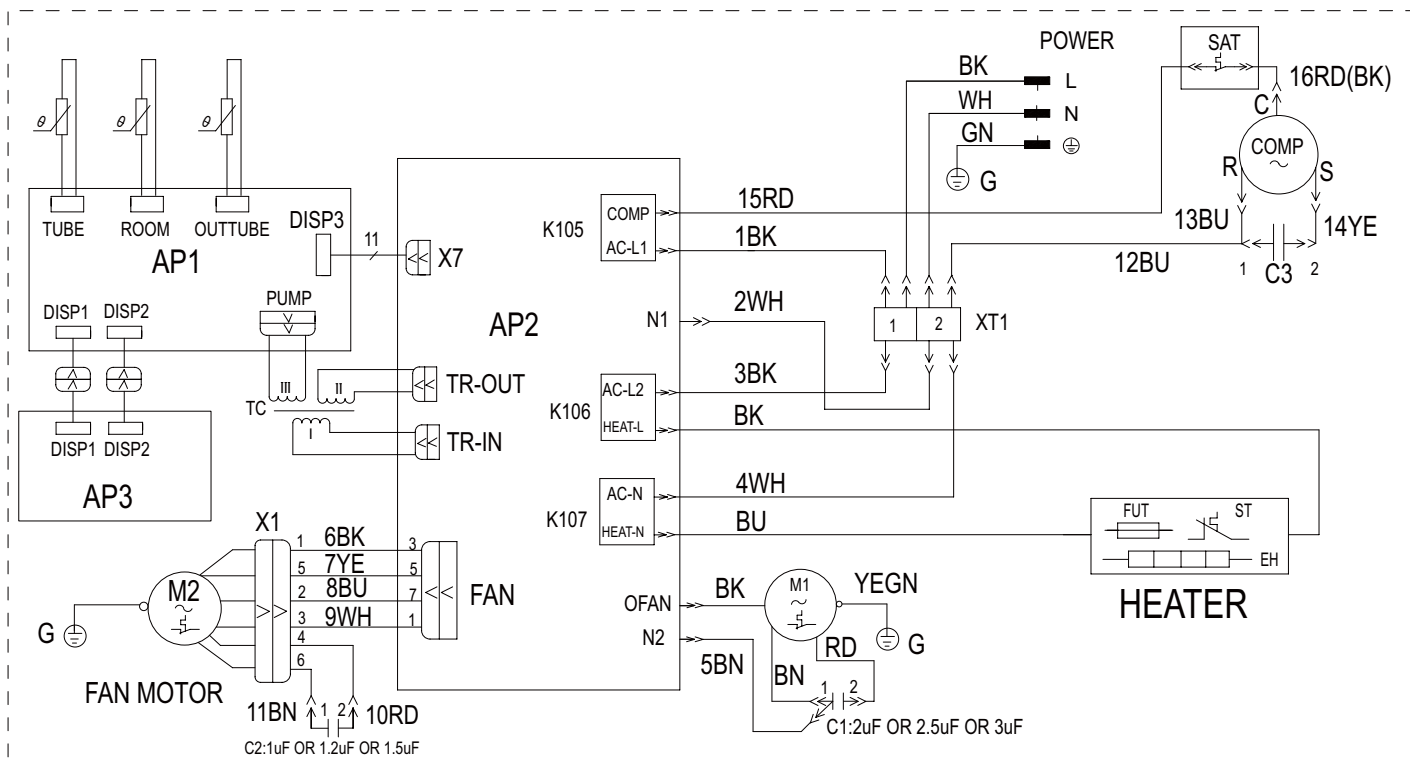 POWER
SAT
BK
L
16RD(BK)
WH
N
C
θ
θ
θ
GN
COMP
~
G
R
S
TUBE
ROOM
OUTTUBE
DISP3
AP1
11
X7
K105
COMP
15RD
AC-L1
1BK
13BU
14YE
12BU
1
C3
2
PUMP
DISP1
DISP2
AP2
N1
2WH
1
2
XT1
III
II
TR-OUT
TC
I
TR-IN
K106
AC-L2
3BK
HEAT-L
BK
DISP1
DISP2
AP3
K107
AC-N
4WH
HEAT-N
BU
FUT
ST
EH
HEATER
X1
1
6BK
3
5
7YE
5
2
8BU
7
3
9WH
1
4
6
FAN
M2
~
G
FAN MOTOR
11BN
1
2
10RD
C2:1uF OR 1.2uF OR 1.5uF
OFAN
BK
M1
~
YEGN
N2
5BN
RD
G
BN
1
2
C1:2uF OR 2.5uF OR 3uF